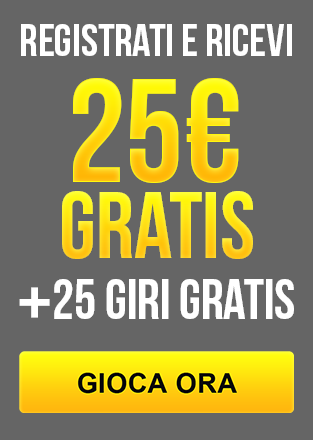 REGISTRATI E RICEVI
25€
GRATIS
+25 GIRI GRATIS
GIOCA ORA